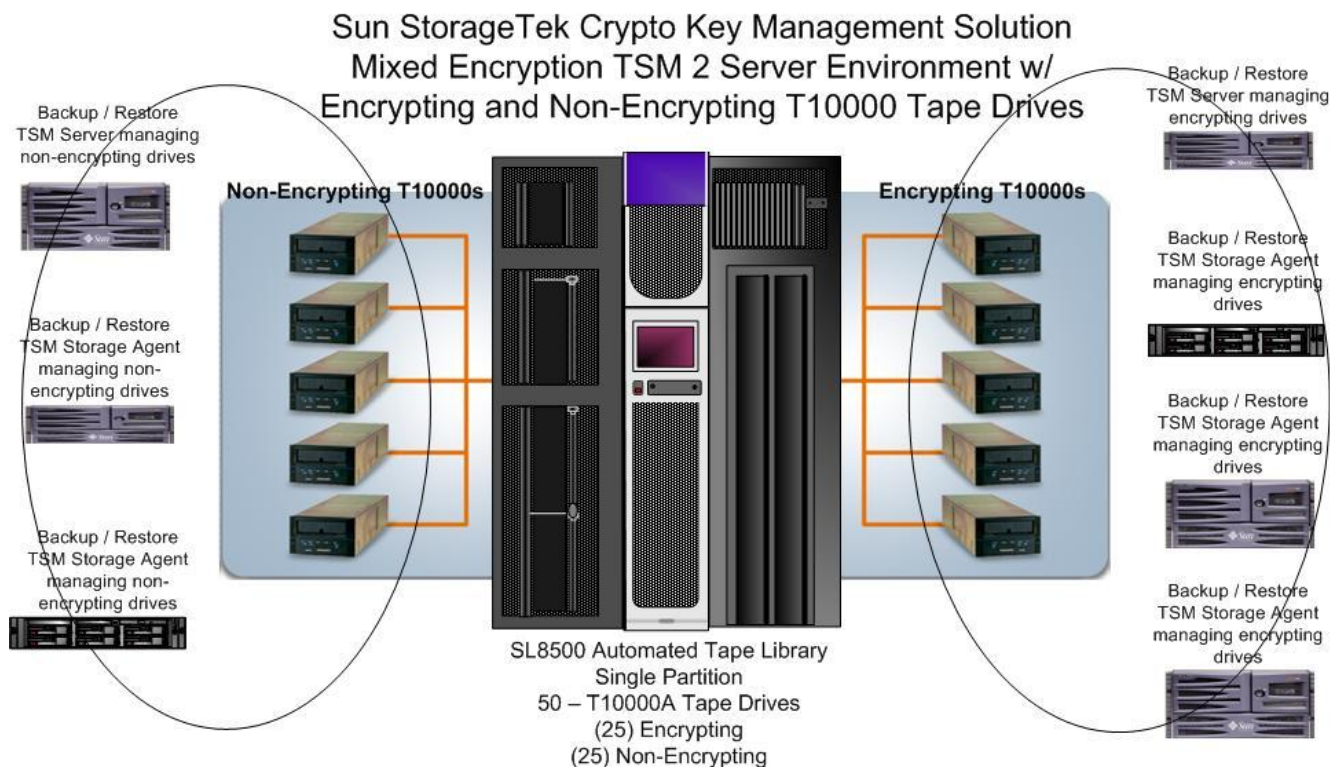 Sun StorageTek Crypto Key Management Solution
Mixed Encryption TSM 2 Server Environment w/
Encrypting and Non-Encrypting T10000 Tape Drives
Backup / Restore
TSM Server managing
non-encrypting drives
Backup / Restore
TSM Storage Agent
managing non-
encrypting drives
Backup / Restore
TSM Storage Agent
managing non-
encrypting drives
Non-Encrypting T10000s
Encrypting T10000s
Backup / Restore
TSM Server managing
encrypting drives
Backup / Restore
TSM Storage Agent
managing encrypting
drives
Backup / Restore
TSM Storage Agent
managing encrypting
drives
Backup / Restore
TSM Storage Agent
managing encrypting
drives
SL8500 Automated Tape Library
Single Partition
50 – T10000A Tape Drives
(25) Encrypting
(25) Non-Encrypting
Sun
Sun
Sun
Sun
Sun